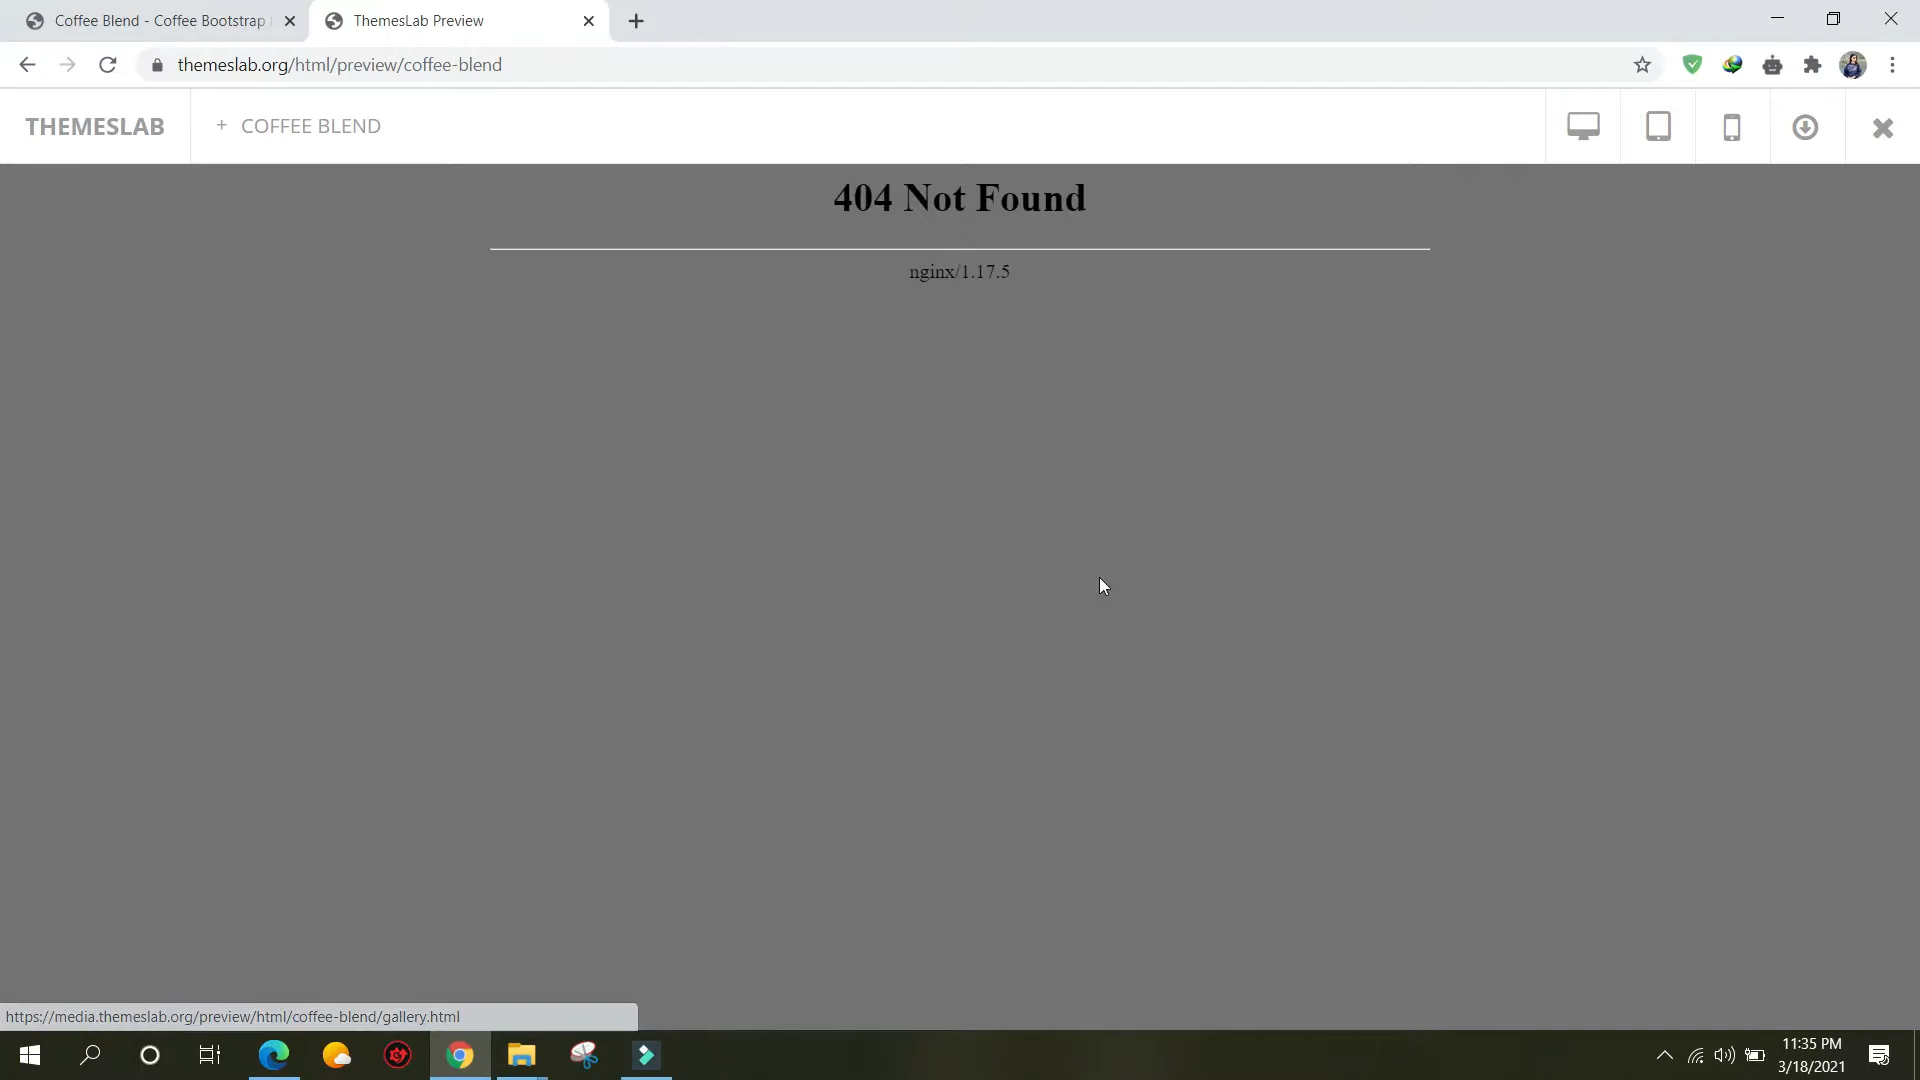 Coffee Blend - Coffee Bootstrap
ThemesLab Preview
themeslab.org/html/preview/coffee-blend
THEMESLAB
+ COFFEE BLEND
404 Not Found
nginx/1.17.5
https://media.themeslab.org/preview/html/coffee-blend/gallery.html
11:35 PM
3/18/2021